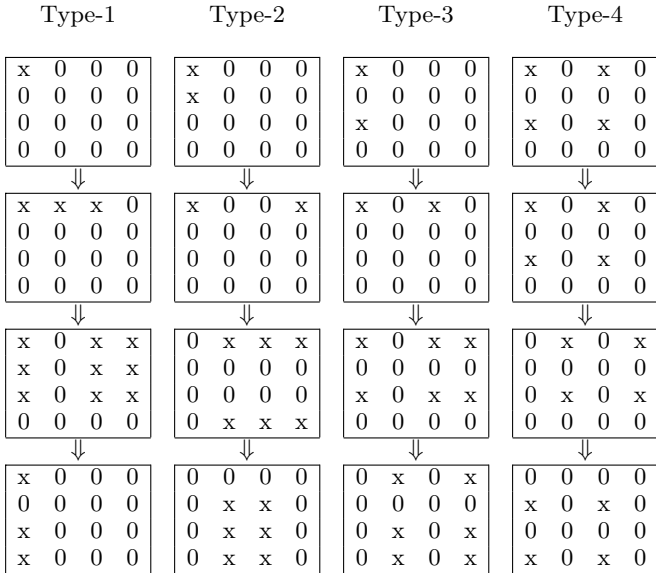 Type-1 Type-2 Type-3 Type-4
x 0 0 0 x 0 0 0 x 0 0 0 x 0 x 0
0 0 0 0 x 0 0 0 0 0 0 0 0 0 0 0
0 0 0 0 0 0 0 0 x 0 0 0 x 0 x 0
0 0 0 0 0 0 0 0 0 0 0 0 0 0 0 0
⇓ ⇓ ⇓ ⇓
x x x 0 x 0 0 x x 0 x 0 x 0 x 0
0 0 0 0 0 0 0 0 0 0 0 0 0 0 0 0
0 0 0 0 0 0 0 0 0 0 0 0 x 0 x 0
0 0 0 0 0 0 0 0 0 0 0 0 0 0 0 0
⇓ ⇓ ⇓ ⇓
x 0 x x 0 x x x x 0 x x 0 x 0 x
x 0 x x 0 0 0 0 0 0 0 0 0 0 0 0
x 0 x x 0 0 0 0 x 0 x x 0 x 0 x
0 0 0 0 0 x x x 0 0 0 0 0 0 0 0
⇓ ⇓ ⇓ ⇓
x 0 0 0 0 0 0 0 0 x 0 x 0 0 0 0
0 0 0 0 0 x x 0 0 0 0 0 x 0 x 0
x 0 0 0 0 x x 0 0 x 0 x 0 0 0 0
x 0 0 0 0 x x 0 0 x 0 x x 0 x 0